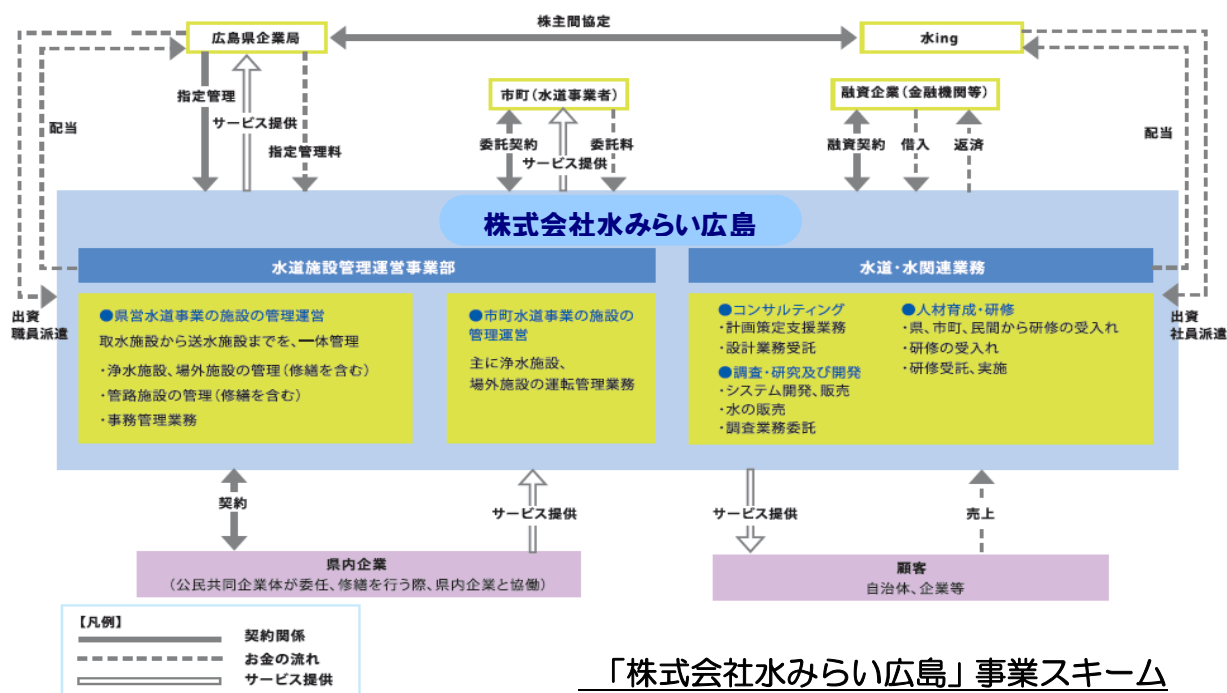 株主間協定
広島県企業局
水ing
市町(水道事業者)
融資企業(金融機関等)
指定管理
サービス提供
指定管理料
配当
委託契約
サービス提供
委託料
融資契約
借入
返済
配当
株式会社水みらい広島
水道施設管理運営事業部
水道・水関連業務
出資
職員派遣
●県営水道事業の施設の管理運営
取水施設から送水施設までを、一体管理
・浄水施設、場外施設の管理(修繕を含む)
・管路施設の管理(修繕を含む)
・事務管理業務
●市町水道事業の施設の
管理運営
主に浄水施設、
場外施設の運転管理業務
●コンサルティング
・計画策定支援業務
・設計業務受託
●調査・研究及び開発
・システム開発、販売
・水の販売
・調査業務委託
●人材育成・研修
・県、市町、民間から研修の受入れ
・研修の受入れ
・研修受託、実施
出資
社員派遣
契約
サービス提供
サービス提供
売上
県内企業
(公民共同企業体が委任、修繕を行う際、県内企業と協働)
顧客
自治体、企業等
【凡例】
契約関係
お金の流れ
サービス提供
「株式会社水みらい広島」事業スキーム